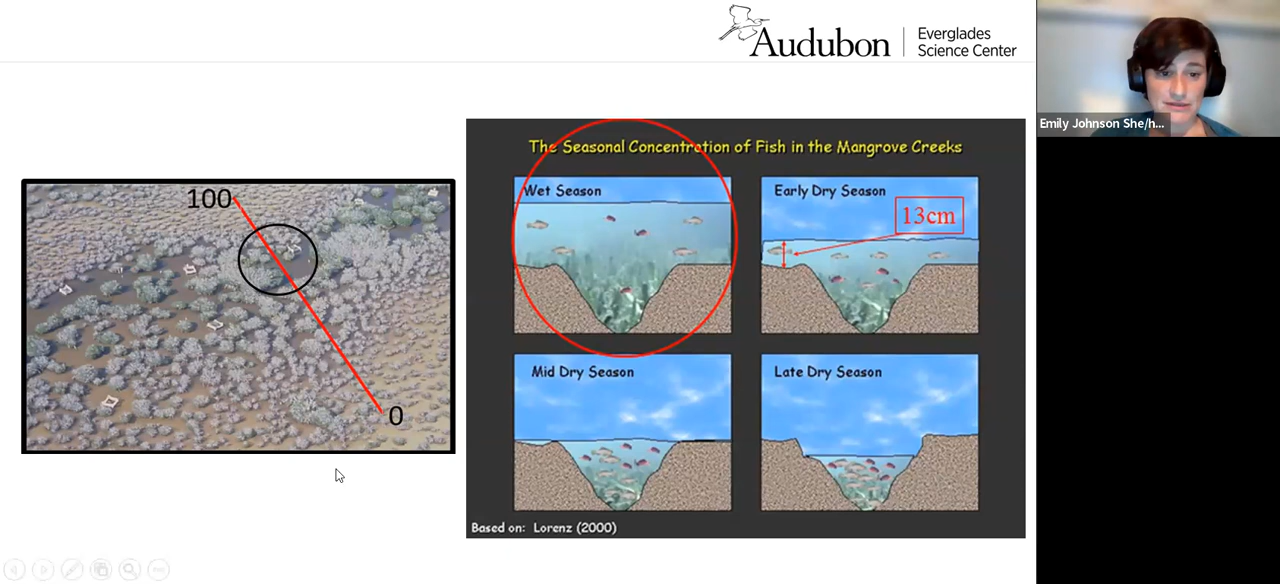 Audubon
Everglades
Science Center
Emily Johnson She/h...
100
0
The Seasonal Concentration of Fish in the Mangrove Creeks
Wet Season
Early Dry Season
13cm
Mid Dry Season
Late Dry Season
Based on: Lorenz (2000)